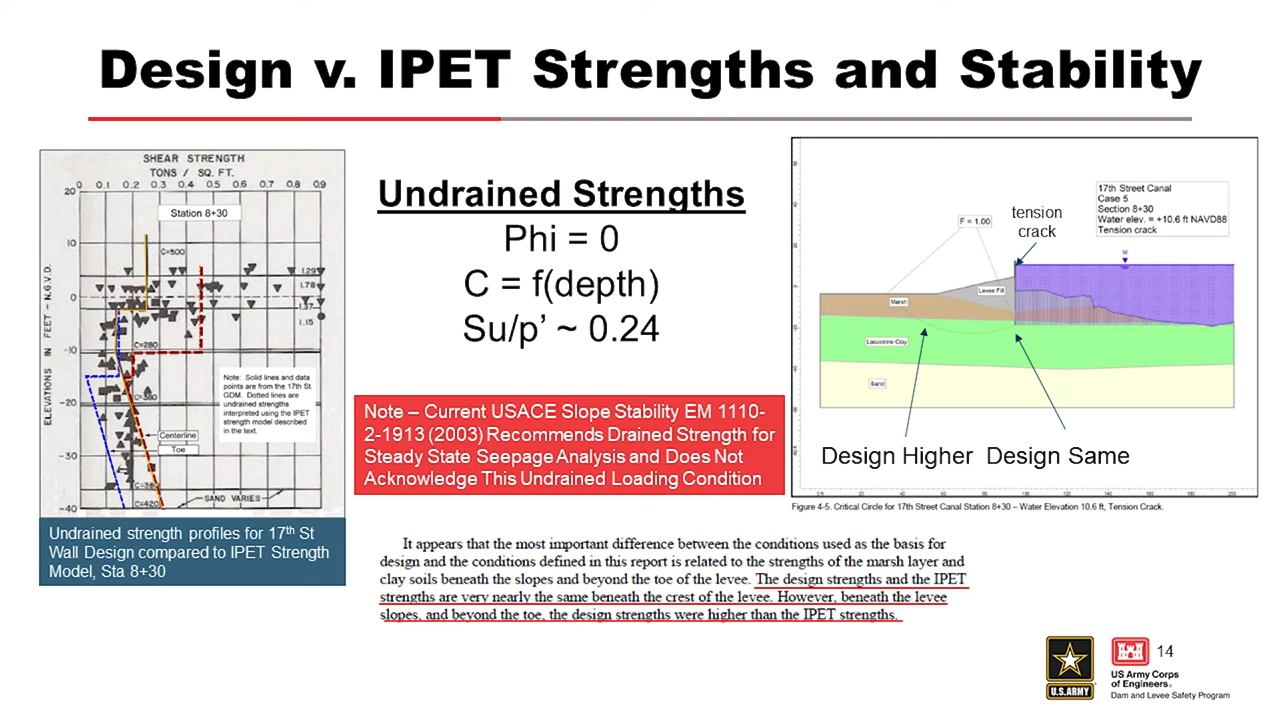 Design v. IPET Strengths and Stability
SHEAR STRENGTH
TONS / SQ. FT.
0 0.1 0.2 0.3 0.4 0.5 0.6 0.7 0.8 0.9
20
10
0
-10
-20
-30
-40
ELEVATIONS IN FEET - N.G.V.D.
Station 8+30
C=500
1.29
1.78
1.37
1.15
C=280
C=380
Note: Solid lines and data
points are from the 17th St
GDM. Dotted lines are
undrained strengths
interpreted using the IPET
strength model described
in the text.
Centerline
Toe
SAND VARIES
C=420
Undrained strength profiles for 17th St
Wall Design compared to IPET Strength
Model, Sta 8+30
Undrained Strengths
Phi = 0
C = f(depth)
Su/p’ ~ 0.24
Note – Current USACE Slope Stability EM 1110-
2-1913 (2003) Recommends Drained Strength for
Steady State Seepage Analysis and Does Not
Acknowledge This Undrained Loading Condition
17th Street Canal
Case 5
Section 8+30
Water elev. = +10.6 ft NAVD88
Tension crack
F = 1.00
tension
crack
W
Levee Fill
Marsh
Lacustrine Clay
Sand
Design Higher Design Same
Figure 4-5. Critical Circle for 17th Street Canal Station 8+30 – Water Elevation 10.6 ft, Tension Crack.
It appears that the most important difference between the conditions used as the basis for
design and the conditions defined in this report is related to the strengths of the marsh layer and
clay soils beneath the slopes and beyond the toe of the levee. The design strengths and the IPET
strengths are very nearly the same beneath the crest of the levee. However, beneath the levee
slopes, and beyond the toe, the design strengths were higher than the IPET strengths.
14
U.S. ARMY
US Army Corps
of Engineers®
Dam and Levee Safety Program